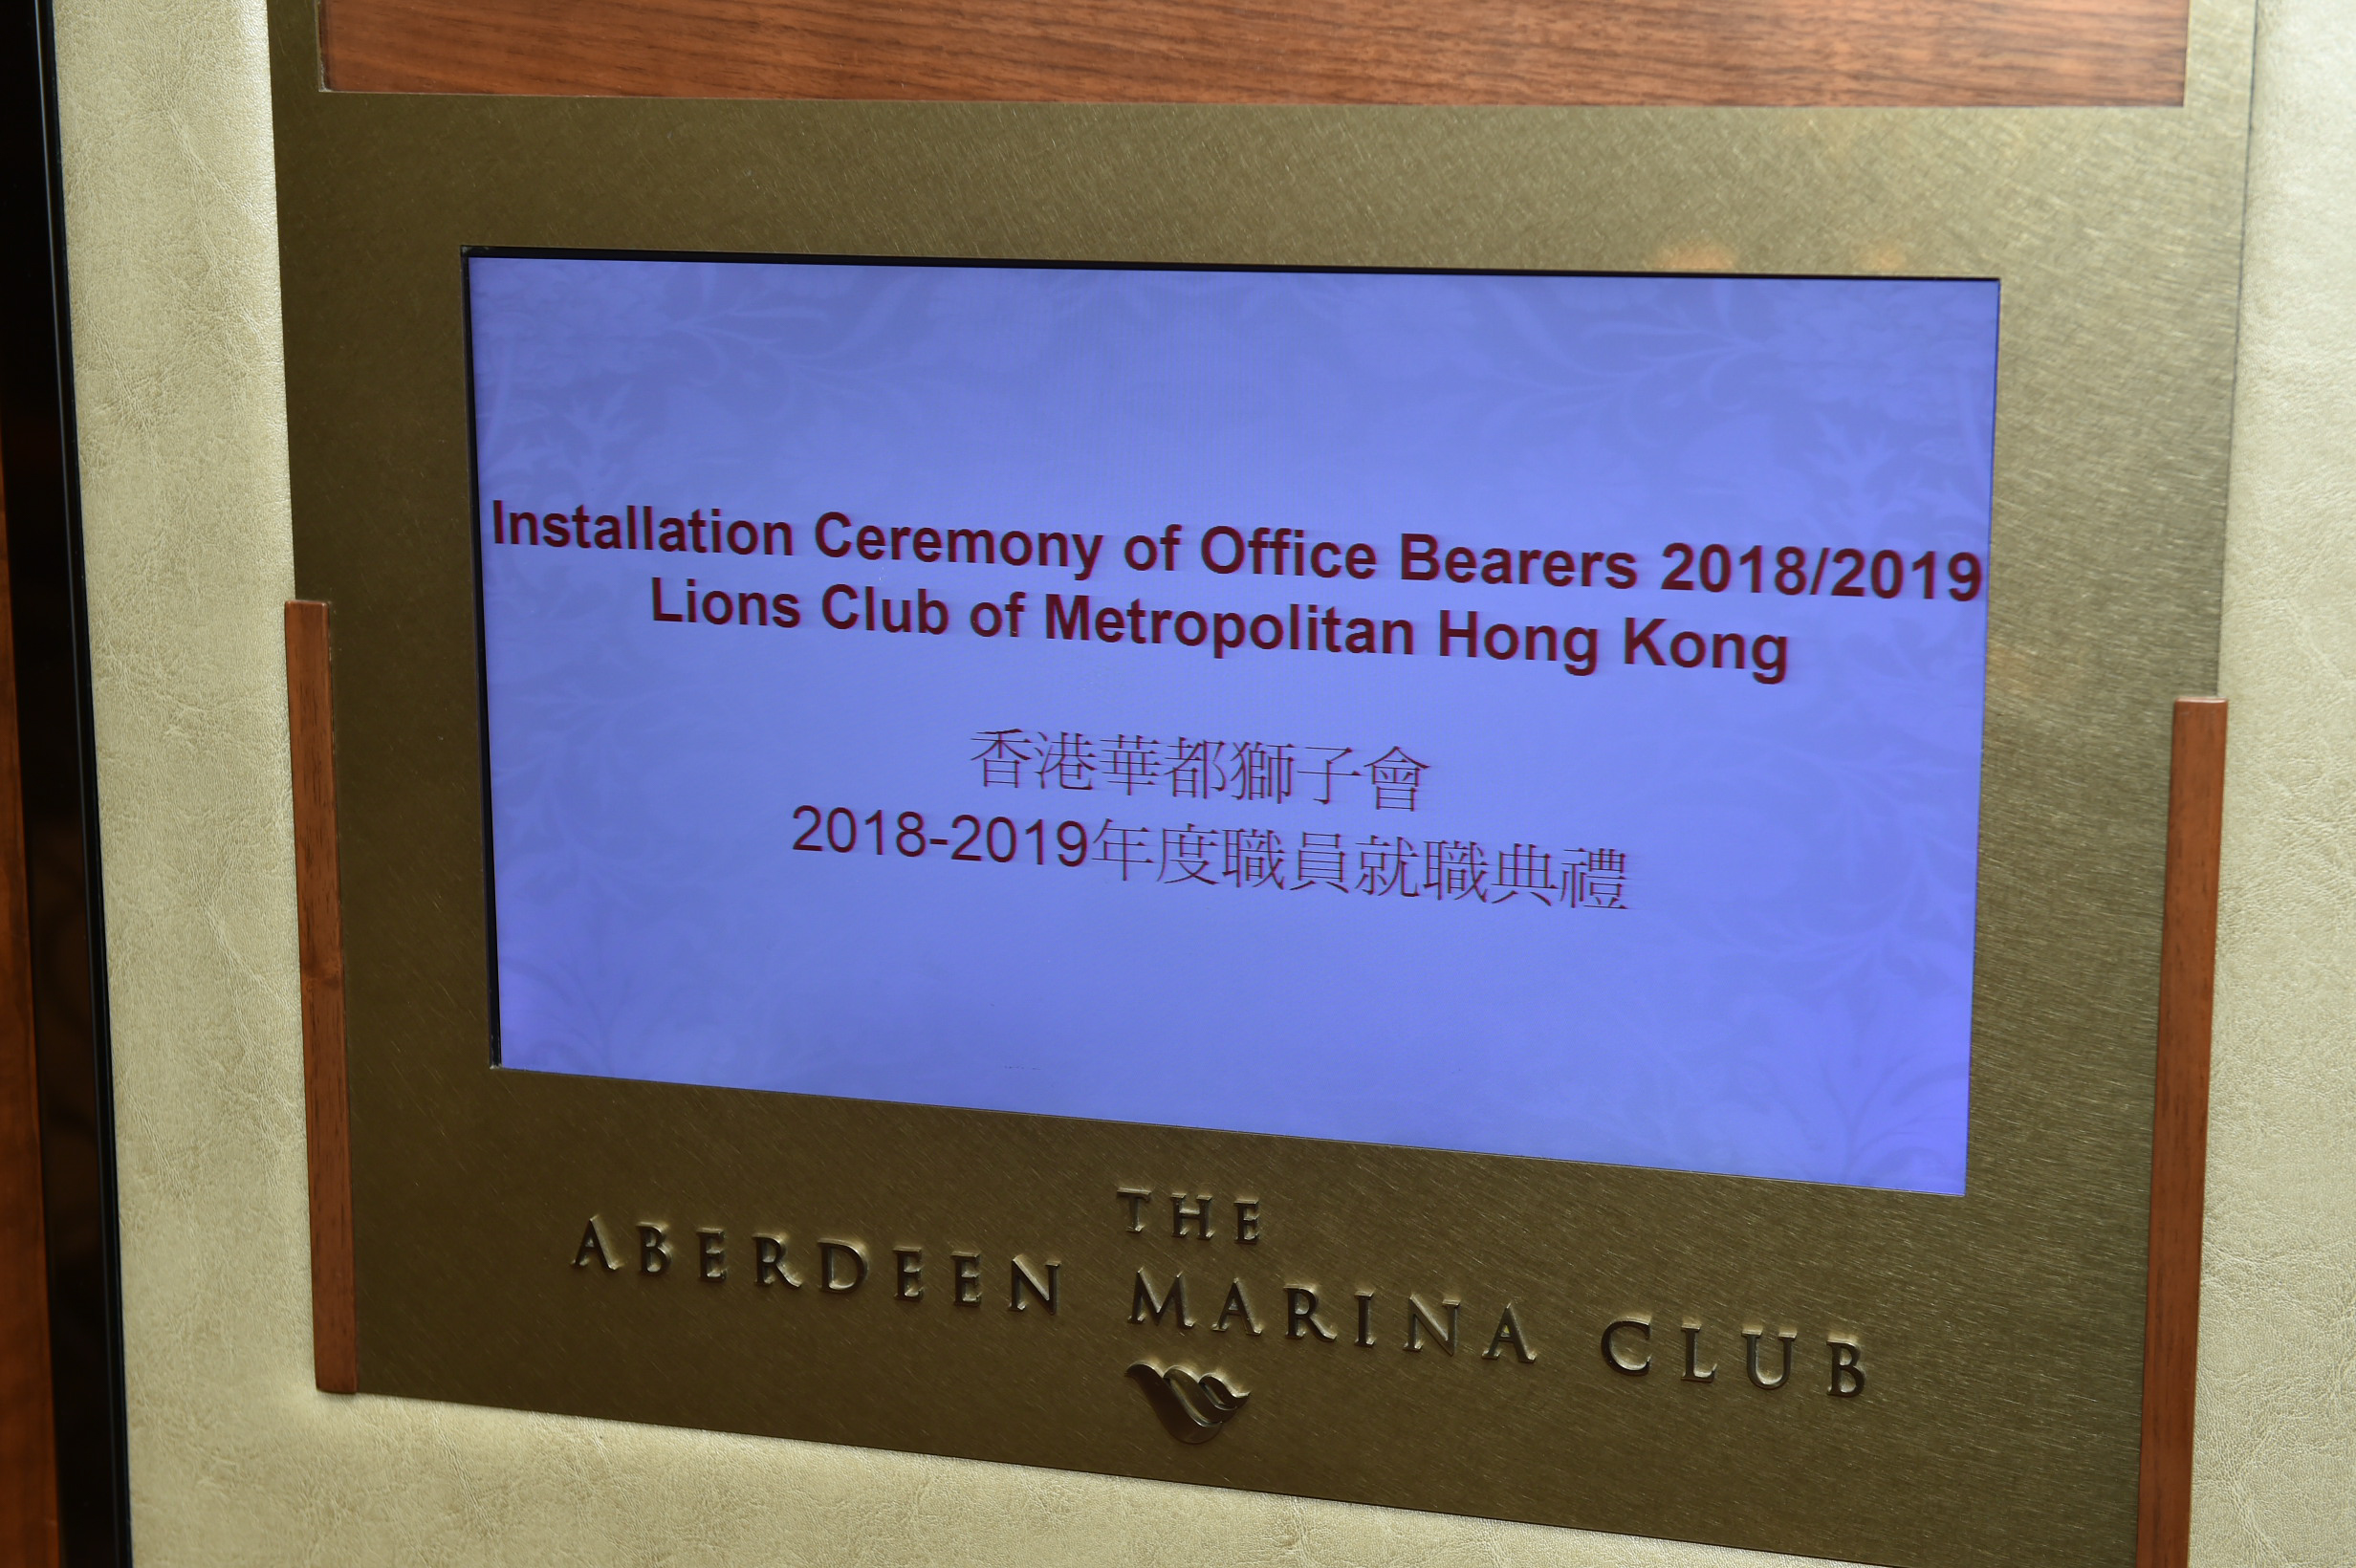 Installation Ceremony of Office Bearers 2018/2019
Lions Club of Metropolitan Hong Kong
香港華都獅子會
2018-2019年度職員就職典禮
THE
ABERDEEN MARINA CLUB